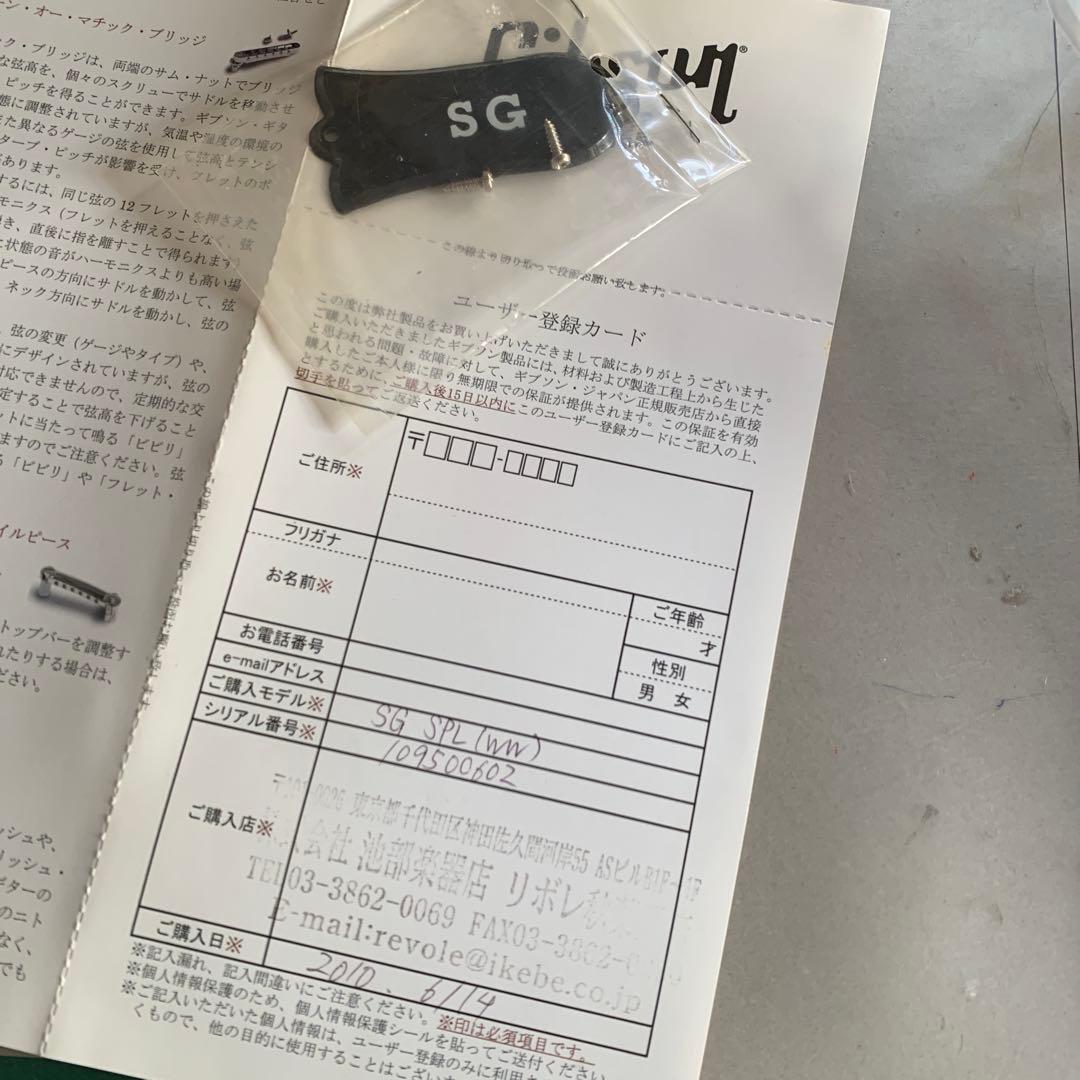 ン・オー・マチック・ブリッジ
ク・ブリッジは、両端のサム・ナットでブリッジ
な弦高を、個々のスクリューでサドルを移動させ
ピッチを得ることができます。ギブソン・ギタ
態に調整されていますが、気温や湿度の環境の
た異なるゲージの弦を使用して弦高とテンシ
ターブ・ピッチが影響を受け、フレットのポ
があります。
するには、同じ弦の12フレットを押さえた
モニクス(フレットを押えることなく、弦
き、直後に指を離すことで得られます)
状態の音がハーモニクスよりも高い場
ピースの方向にサドルを動かして、弦
ネック方向にサドルを動かし、弦の
弦の変更(ゲージやタイプ)や、
にデザインされていますが、弦の
対応できませんので、定期的な交
定することで弦高を下げること
ットに当たって鳴る「ビビリ」
ますのでご注意ください。弦
る「ビビリ」や「フレット・
イルピース
トップバーを調整す
れたりする場合は、
ださい。
ッシュや、
リッシュ・
ギターの
のニト
なく、
でも
Gibson
SG
この線より切り取って投函お願い致します。
ユーザー登録カード
この度は弊社製品をお買い上げいただきまして誠にありがとうございます。
ご購入いただきましたギブソン製品には、材料および製造工程上から生じた
と思われる問題・故障に対して、ギブソン・ジャパン正規販売店から直接
購入したご本人様に限り無期限での保証が提供されます。この保証を有効
とするために、ご購入後15日以内にこのユーザー登録カードにご記入の上、
切手を貼ってご返送ください。
ご住所※
〒□□□-□□□□
フリガナ
お名前※
ご年齢
才
お電話番号
性別
男 女
e-mailアドレス
ご購入モデル※ SG SPL(WW)
シリアル番号※ 109500602
ご購入店※
〒101-0026 東京都千代田区神田佐久間河岸55 ASビルB1F~1F
会社 池部楽器店 リボレ秋
TEL03-3862-0069 FAX03-3862-
E-mail:revole@ikebe.co.jp
ご購入日※ 2010. 6/14
※記入漏れ、記入間違いにご注意ください。※印は必須項目です。
※個人情報保護のため、個人情報保護シールを貼ってご送付ください。
※ご記入いただいた個人情報は、ユーザー登録のみに利用
くもので、他の目的に使用することはござい